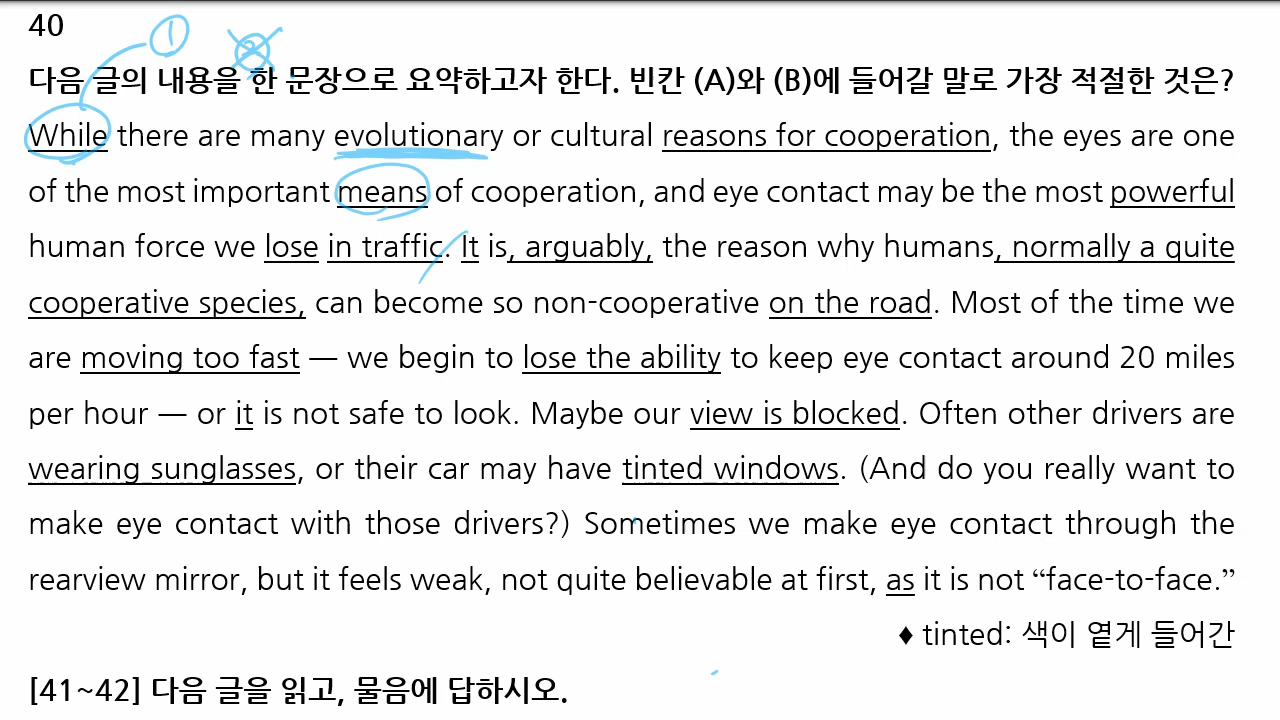 40
① ②
다음 글의 내용을 한 문장으로 요약하고자 한다. 빈칸 (A)와 (B)에 들어갈 말로 가장 적절한 것은?
While there are many evolutionary or cultural reasons for cooperation, the eyes are one
of the most important means of cooperation, and eye contact may be the most powerful
human force we lose in traffic. It is, arguably, the reason why humans, normally a quite
cooperative species, can become so non-cooperative on the road. Most of the time we
are moving too fast — we begin to lose the ability to keep eye contact around 20 miles
per hour — or it is not safe to look. Maybe our view is blocked. Often other drivers are
wearing sunglasses, or their car may have tinted windows. (And do you really want to
make eye contact with those drivers?) Sometimes we make eye contact through the
rearview mirror, but it feels weak, not quite believable at first, as it is not “face-to-face.”
♦ tinted: 색이 옅게 들어간
[41~42] 다음 글을 읽고, 물음에 답하시오.